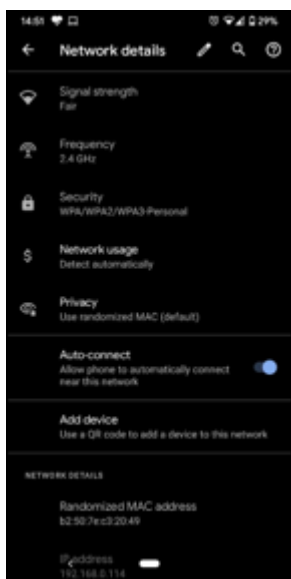 14:51 29%
Network details
Signal strength
Fair
Frequency
2.4 GHz
Security
WPA/WPA2/WPA3-Personal
$ Network usage
Detect automatically
Privacy
Use randomized MAC (default)
Auto-connect
Allow phone to automatically connect
near this network
Add device
Use a QR code to add a device to this network
NETWORK DETAILS
Randomized MAC address
b2:50:7e:c3:20:49
IP address
192.168.0.114